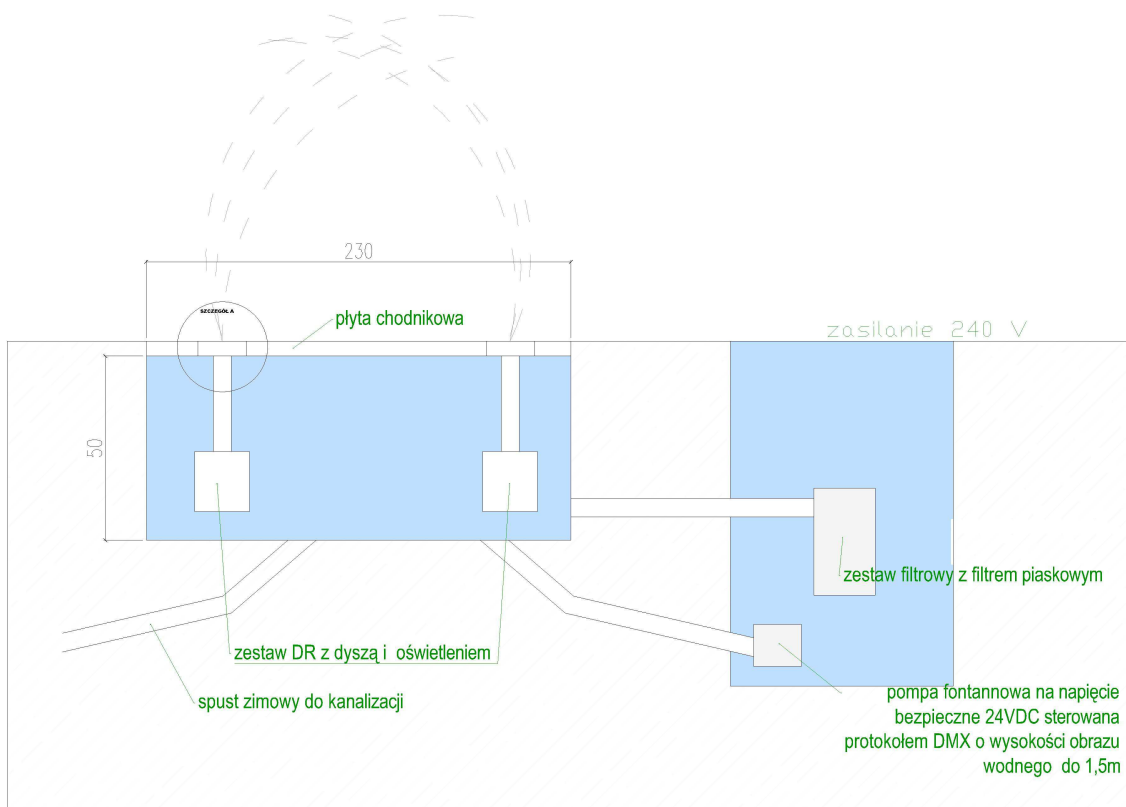 230
SZCZEGÓŁ A
płyta chodnikowa
zasilanie 240 V
50
zestaw filtrowy z filtrem piaskowym
zestaw DR z dyszą i oświetleniem
spust zimowy do kanalizacji
pompa fontannowa na napięcie
bezpieczne 24VDC sterowana
protokołem DMX o wysokości obrazu
wodnego do 1,5m